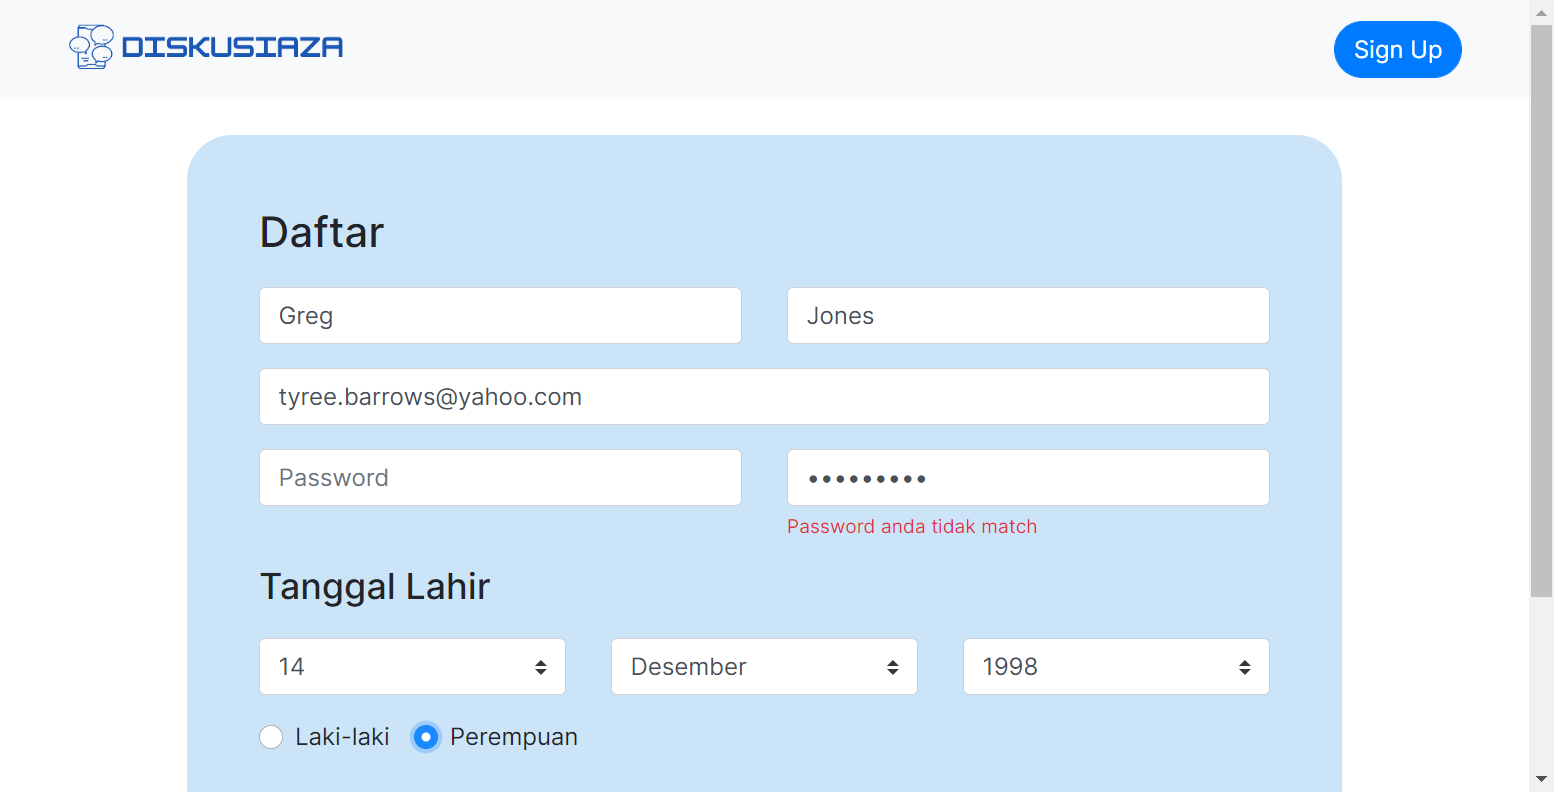 DISKUSIAZA
Sign Up
Daftar
Greg
Jones
tyree.barrows@yahoo.com
Password
•••••••••
Password anda tidak match
Tanggal Lahir
14
Desember
1998
Laki-laki
Perempuan